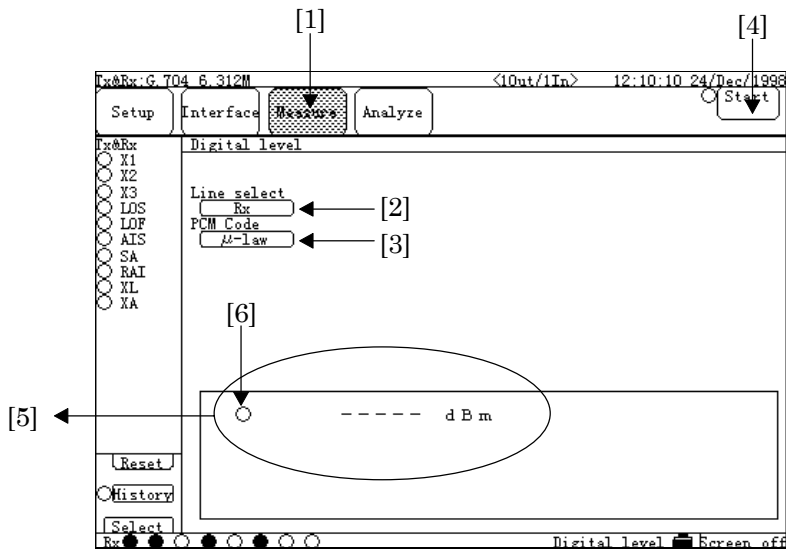 [1]
[4]
Tx&Rx:G.704 6.312M <1Out/1In> 12:10:10 24/Dec/1998
Setup Interface Measure Analyze Start
Tx&Rx Digital level
X1
X2
X3
LOS
LOF
AIS
SA
RAI
XL
XA
Line select
Rx [2]
PCM Code
μ-law [3]
[6]
[5]
----- dBm
Reset
History
Select
Rx Digital level Screen off